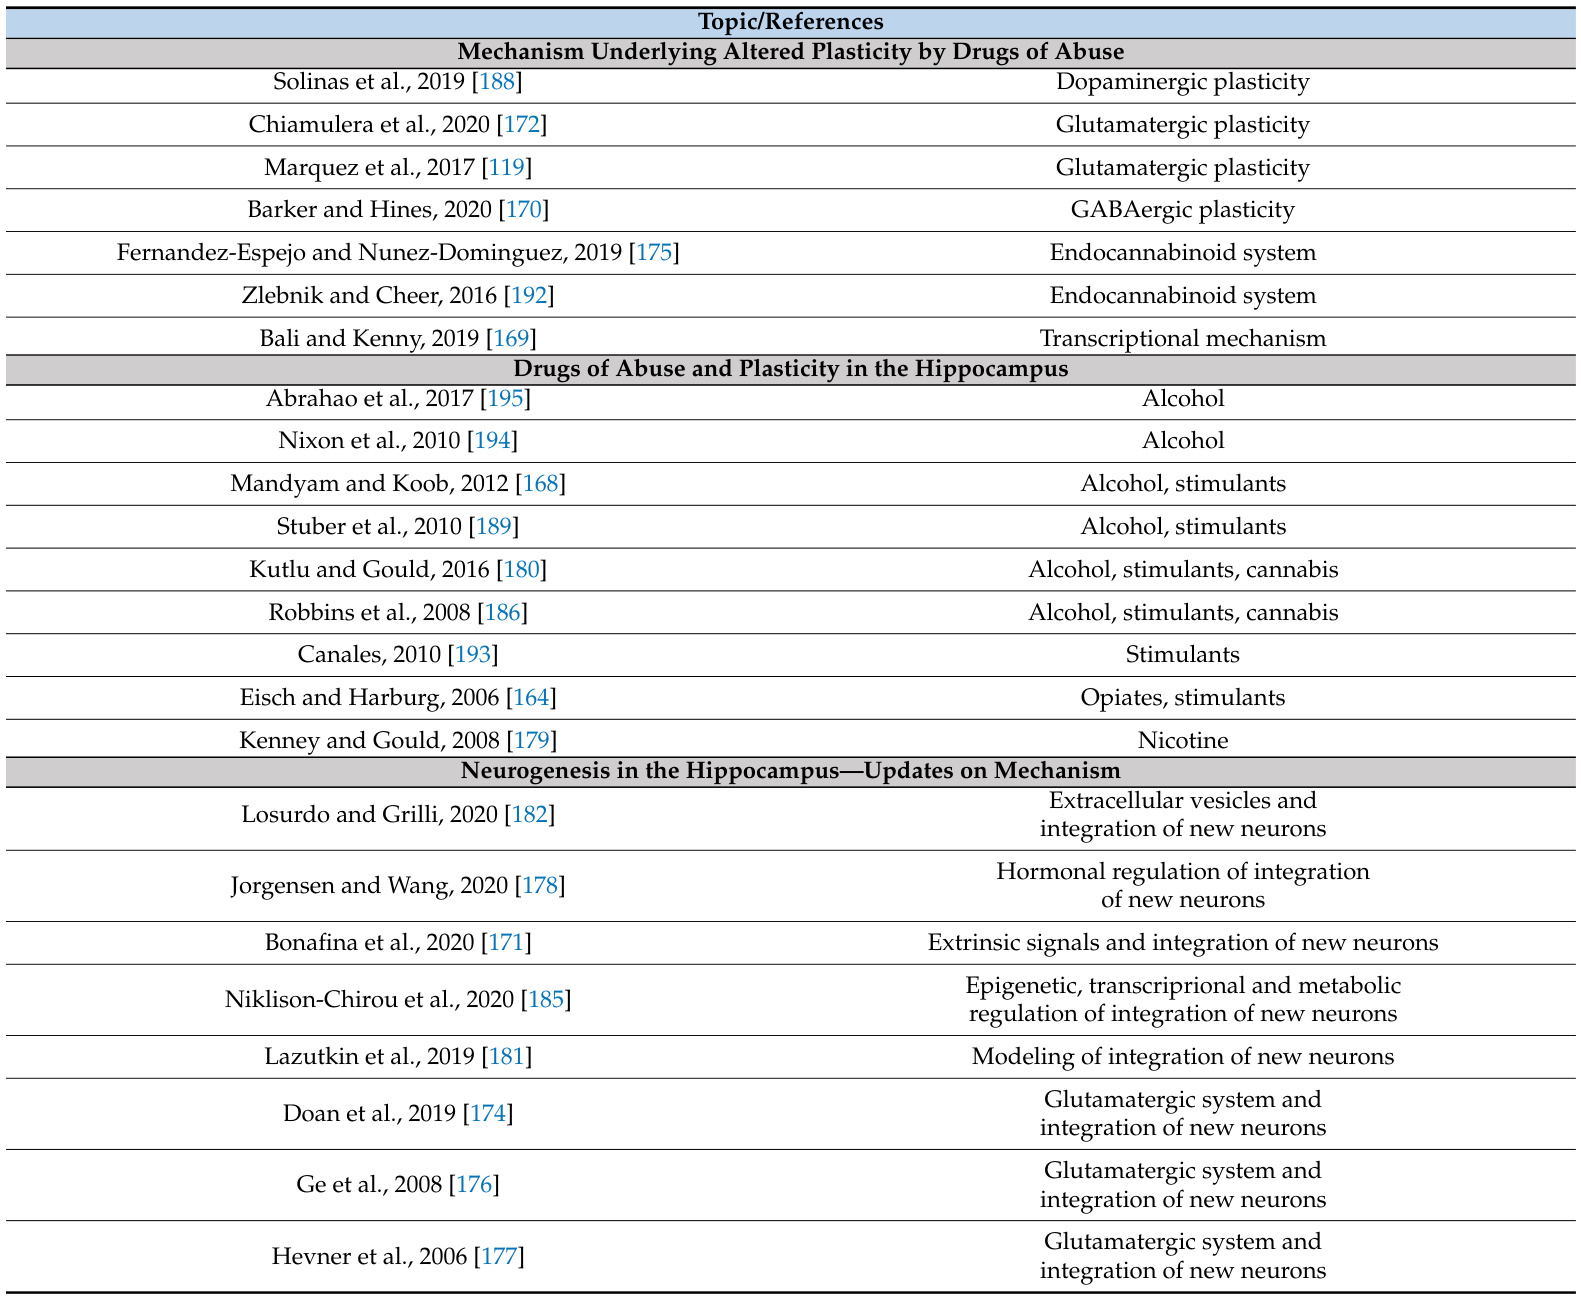 Topic/References
Mechanism Underlying Altered Plasticity by Drugs of Abuse
Solinas et al., 2019 [188] Dopaminergic plasticity
Chiamulera et al., 2020 [172] Glutamatergic plasticity
Marquez et al., 2017 [119] Glutamatergic plasticity
Barker and Hines, 2020 [170] GABAergic plasticity
Fernandez-Espejo and Nunez-Dominguez, 2019 [175] Endocannabinoid system
Zlebnik and Cheer, 2016 [192] Endocannabinoid system
Bali and Kenny, 2019 [169] Transcriptional mechanism
Drugs of Abuse and Plasticity in the Hippocampus
Abrahao et al., 2017 [195] Alcohol
Nixon et al., 2010 [194] Alcohol
Mandyam and Koob, 2012 [168] Alcohol, stimulants
Stuber et al., 2010 [189] Alcohol, stimulants
Kutlu and Gould, 2016 [180] Alcohol, stimulants, cannabis
Robbins et al., 2008 [186] Alcohol, stimulants, cannabis
Canales, 2010 [193] Stimulants
Eisch and Harburg, 2006 [164] Opiates, stimulants
Kenney and Gould, 2008 [179] Nicotine
Neurogenesis in the Hippocampus—Updates on Mechanism
Losurdo and Grilli, 2020 [182] Extracellular vesicles and
integration of new neurons
Jorgensen and Wang, 2020 [178] Hormonal regulation of integration
of new neurons
Bonafina et al., 2020 [171] Extrinsic signals and integration of new neurons
Niklison-Chirou et al., 2020 [185] Epigenetic, transcriprional and metabolic
regulation of integration of new neurons
Lazutkin et al., 2019 [181] Modeling of integration of new neurons
Doan et al., 2019 [174] Glutamatergic system and
integration of new neurons
Ge et al., 2008 [176] Glutamatergic system and
integration of new neurons
Hevner et al., 2006 [177] Glutamatergic system and
integration of new neurons